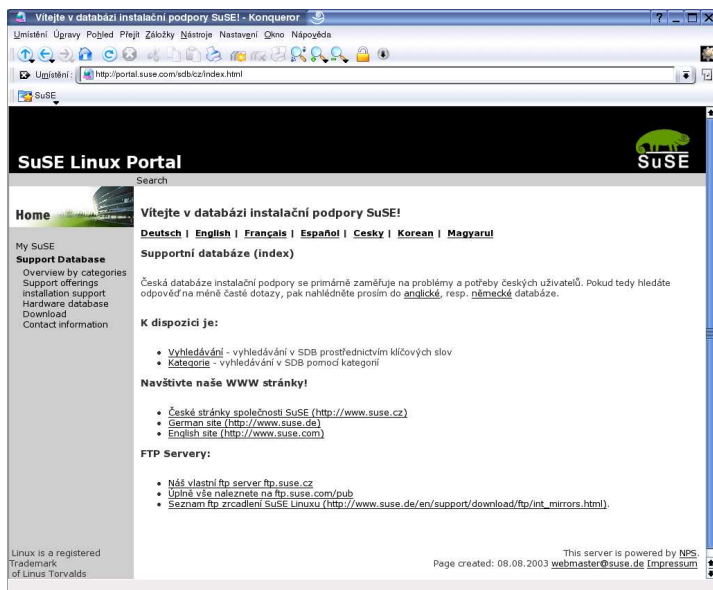 Vítejte v databázi instalační podpory SuSE! - Konqueror
Umístění Úpravy Pohled Přejít Záložky Nástroje Nastavení Okno Nápověda
Umístění: http://portal.suse.com/sdb/cz/index.html
SuSE
SuSE Linux Portal
SuSE
Search
Home
My SuSE
Support Database
Overview by categories
Support offerings
installation support
Hardware database
Download
Contact information
Vítejte v databázi instalační podpory SuSE!
Deutsch | English | Français | Español | Cesky | Korean | Magyarul
Supportní databáze (index)
Česká databáze instalační podpory se primárně zaměřuje na problémy a potřeby českých uživatelů. Pokud tedy hledáte
odpověď na méně časté dotazy, pak nahlédněte prosím do anglické, resp. německé databáze.
K dispozici je:
Vyhledávání - vyhledávání v SDB prostřednictvím klíčových slov
Kategorie - vyhledávání v SDB pomocí kategorií
Navštivte naše WWW stránky!
České stránky společnosti SuSE (http://www.suse.cz)
German site (http://www.suse.de)
English site (http://www.suse.com)
FTP Servery:
Náš vlastní ftp server ftp.suse.cz
Úplně vše naleznete na ftp.suse.com/pub
Seznam ftp zrcadlení SuSE Linuxu (http://www.suse.de/en/support/download/ftp/int_mirrors.html).
Linux is a registered
Trademark
of Linus Torvalds
This server is powered by NPS.
Page created: 08.08.2003 webmaster@suse.de Impressum